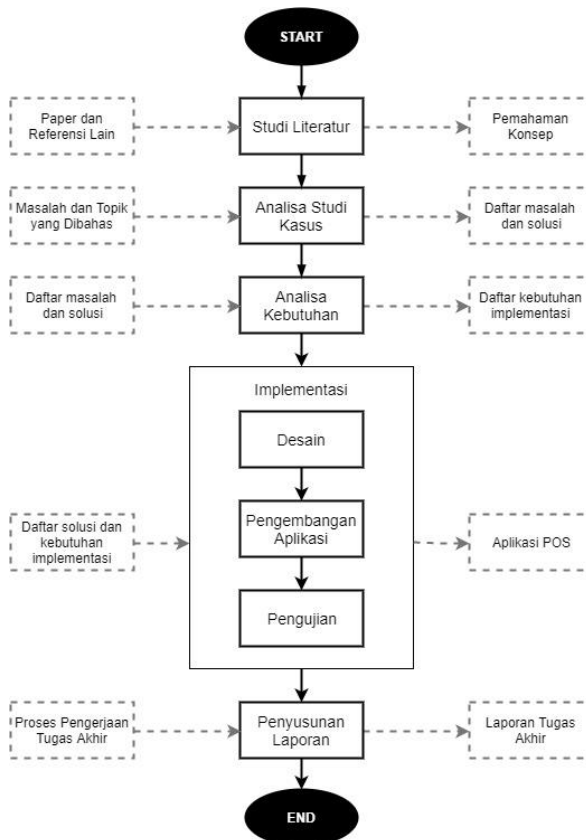 START
Paper dan
Referensi Lain
Studi Literatur
Pemahaman
Konsep
Masalah dan Topik
yang Dibahas
Analisa Studi
Kasus
Daftar masalah
dan solusi
Daftar masalah
dan solusi
Analisa
Kebutuhan
Daftar kebutuhan
implementasi
Implementasi
Desain
Daftar solusi dan
kebutuhan
implementasi
Pengembangan
Aplikasi
Aplikasi POS
Pengujian
Proses Pengerjaan
Tugas Akhir
Penyusunan
Laporan
Laporan Tugas
Akhir
END